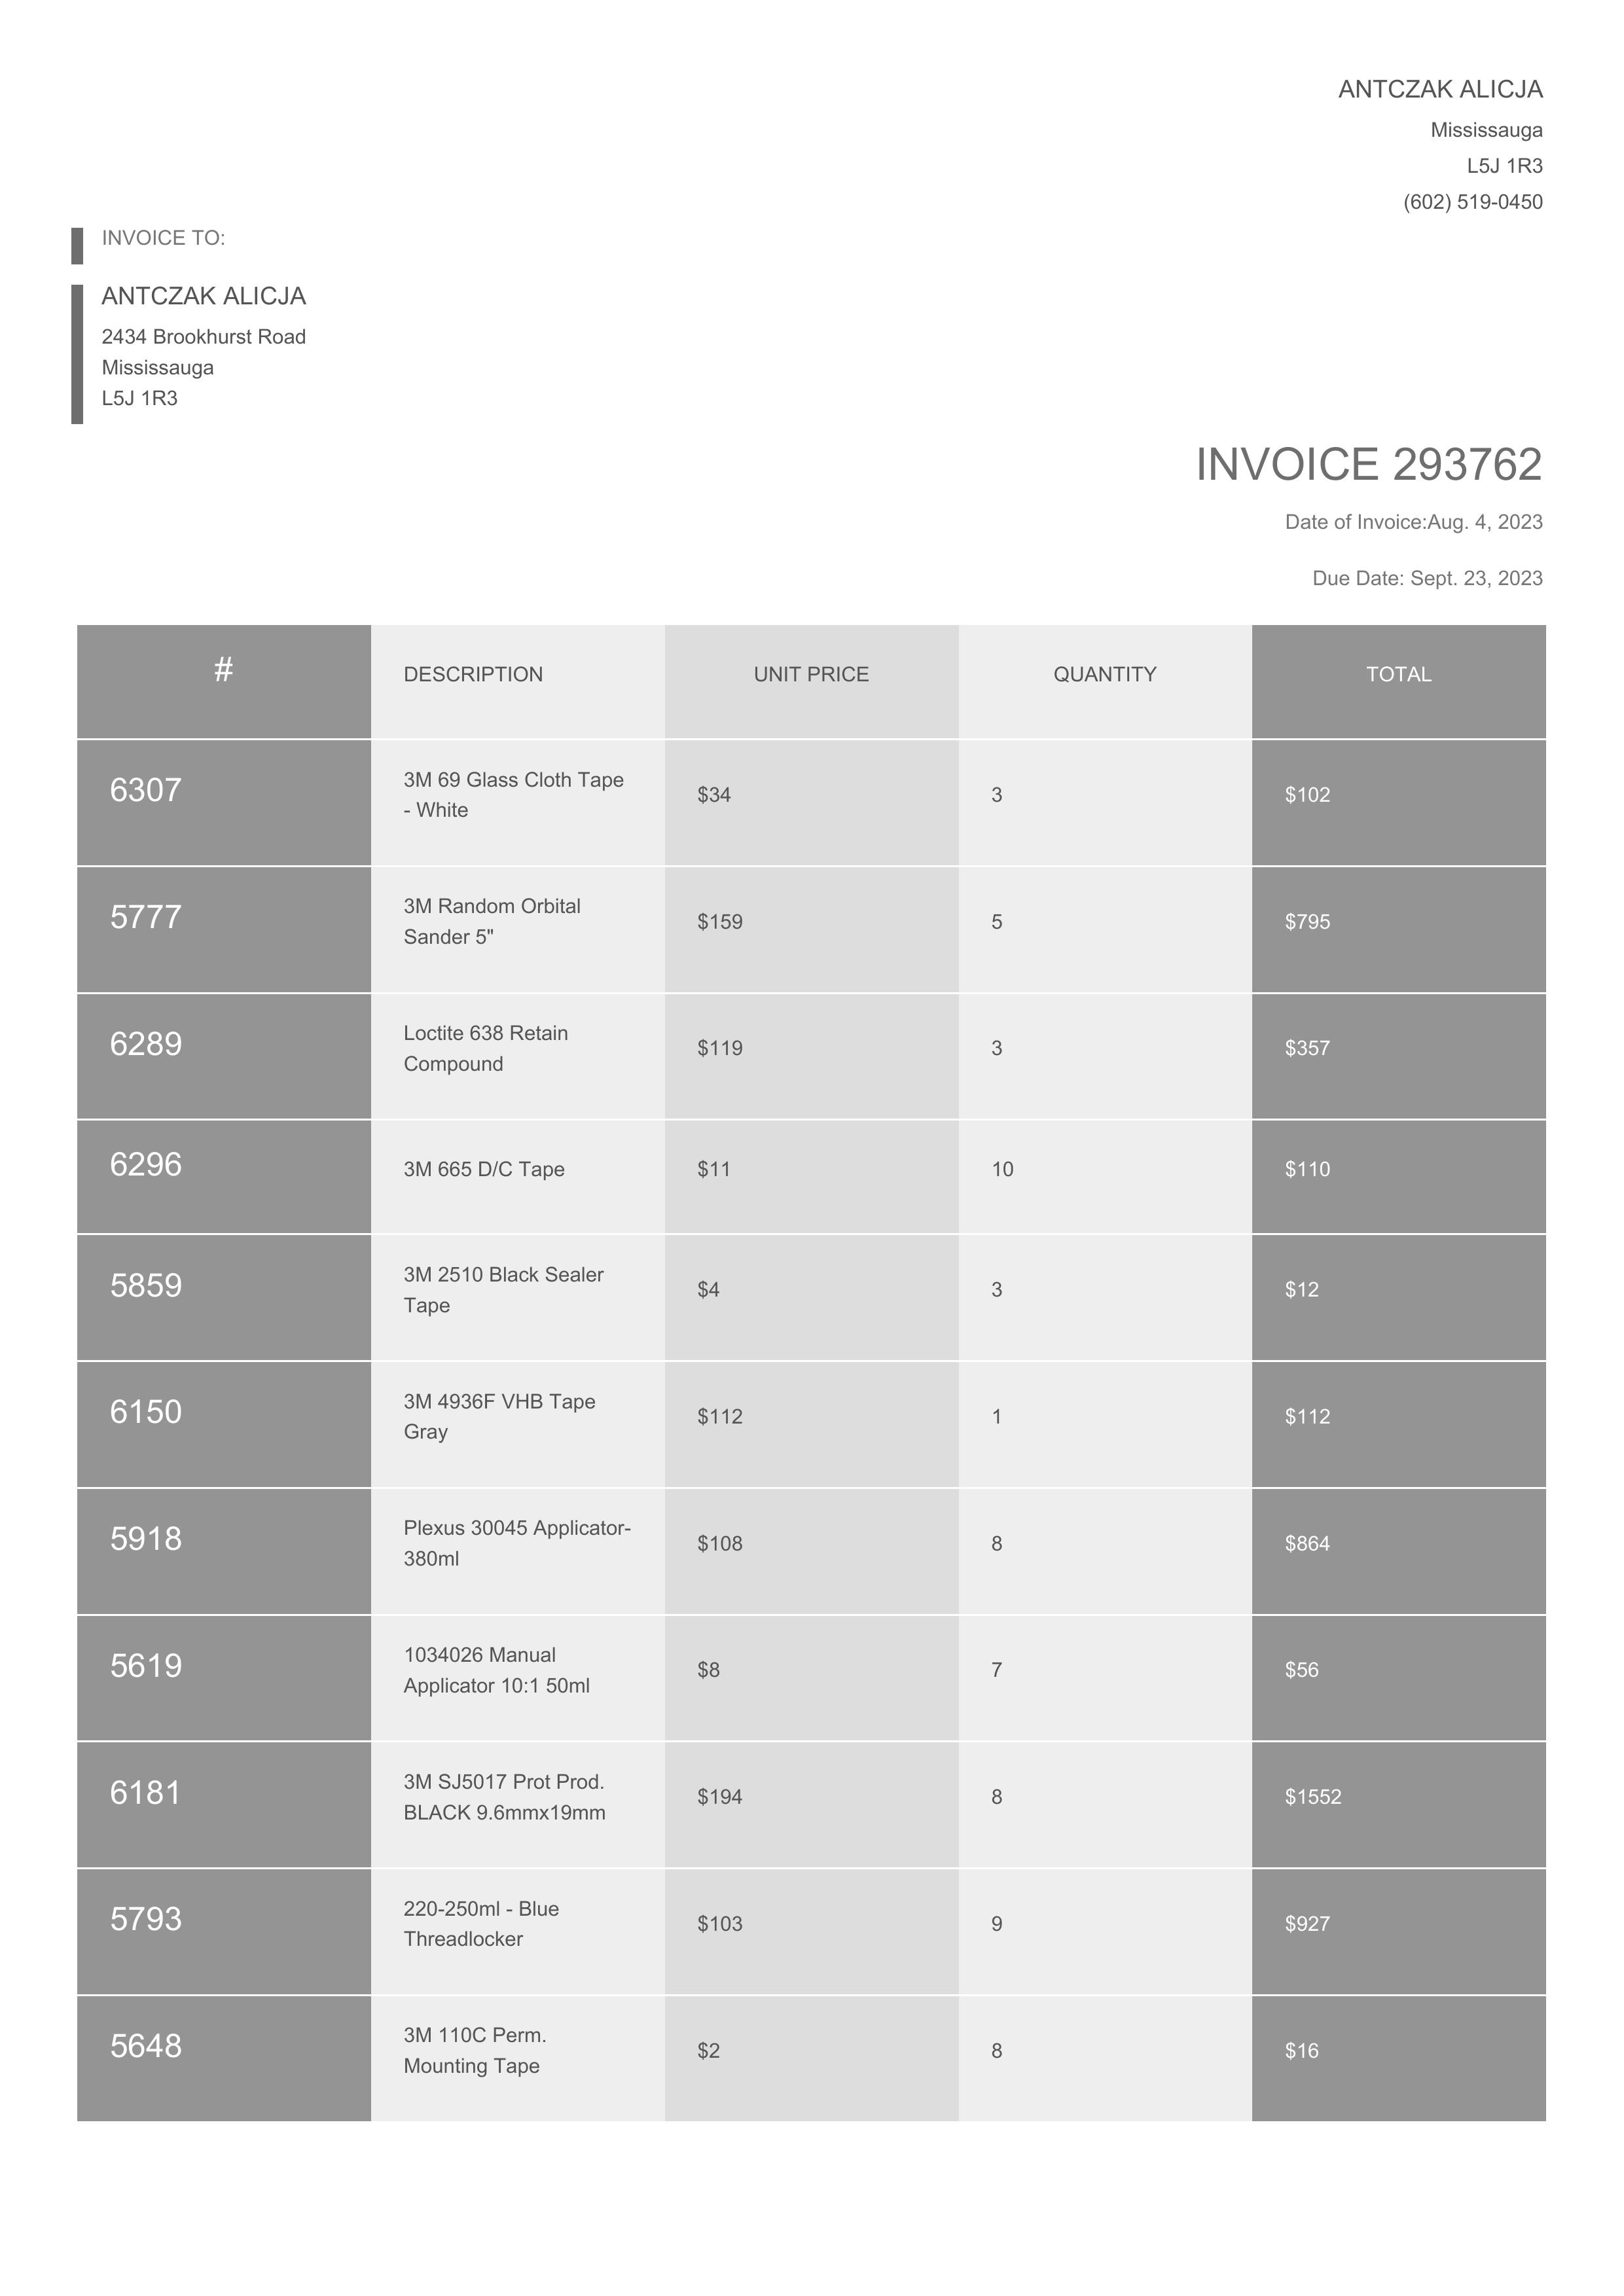 ANTCZAK ALICJA
Mississauga
L5J 1R3
(602) 519-0450
INVOICE TO:
ANTCZAK ALICJA
2434 Brookhurst Road
Mississauga
L5J 1R3
INVOICE 293762
Date of Invoice:Aug. 4, 2023
Due Date: Sept. 23, 2023
# DESCRIPTION UNIT PRICE QUANTITY TOTAL
6307 3M 69 Glass Cloth Tape $34 3 $102
- White
5777 3M Random Orbital $159 5 $795
Sander 5"
6289 Loctite 638 Retain $119 3 $357
Compound
6296 3M 665 D/C Tape $11 10 $110
5859 3M 2510 Black Sealer $4 3 $12
Tape
6150 3M 4936F VHB Tape $112 1 $112
Gray
5918 Plexus 30045 Applicator- $108 8 $864
380ml
5619 1034026 Manual $8 7 $56
Applicator 10:1 50ml
6181 3M SJ5017 Prot Prod. $194 8 $1552
BLACK 9.6mmx19mm
5793 220-250ml - Blue $103 9 $927
Threadlocker
5648 3M 110C Perm. $2 8 $16
Mounting Tape